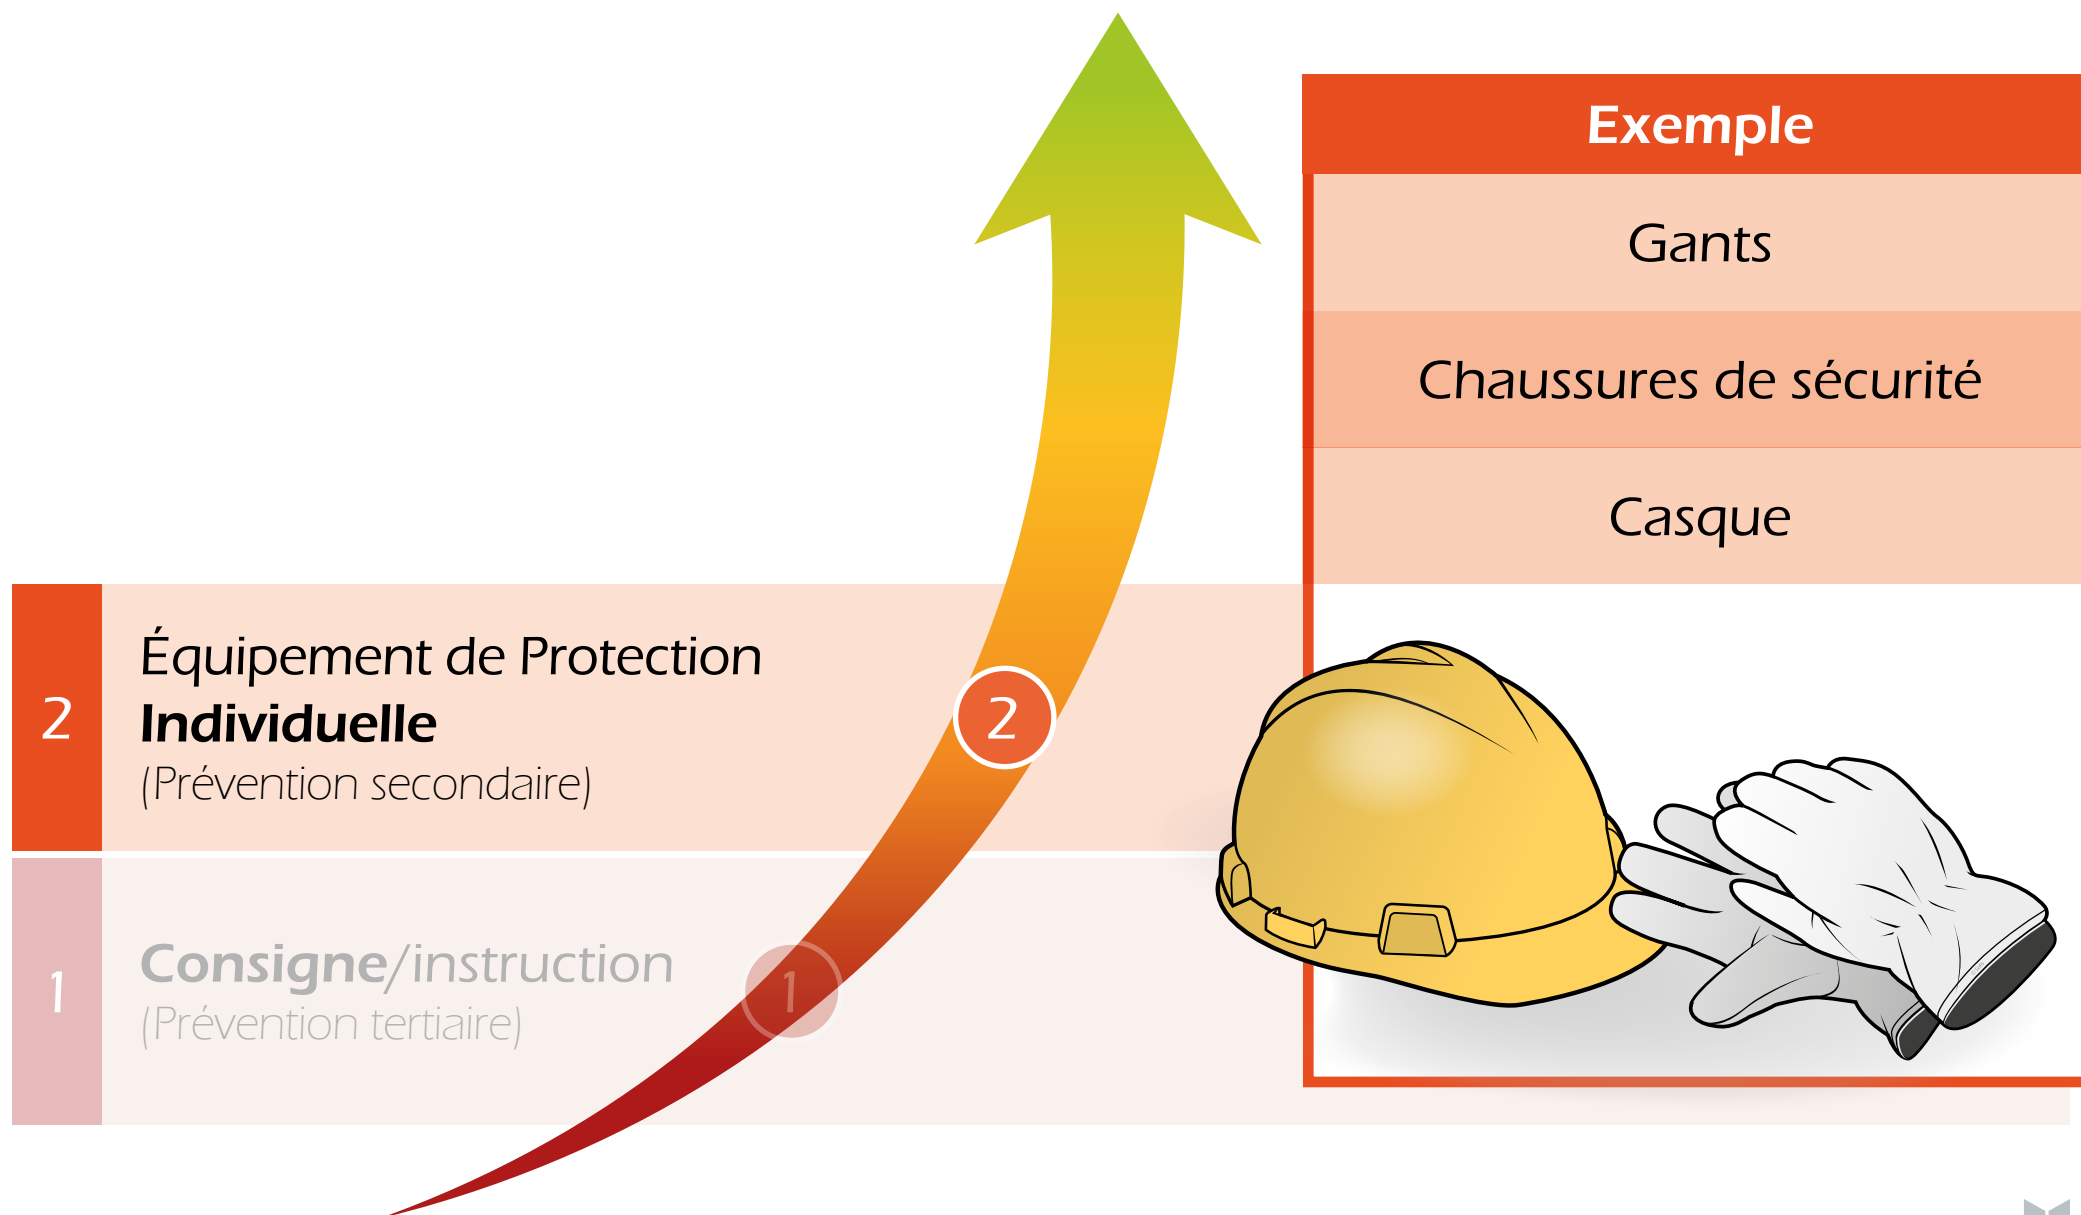 Exemple
Gants
Chaussures de sécurité
Casque
2
Équipement de Protection
Individuelle
(Prévention secondaire)
2
1
Consigne/instruction
(Prévention tertiaire)
1